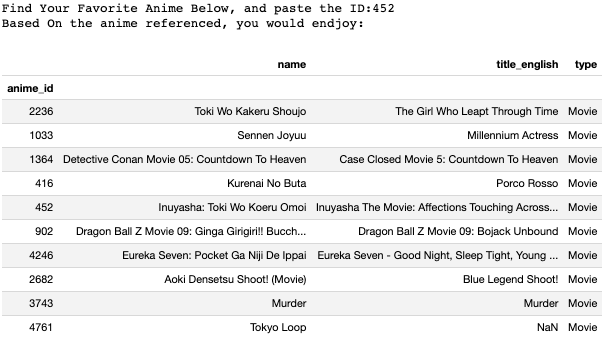 Find Your Favorite Anime Below, and paste the ID:452
Based On the anime referenced, you would endjoy:
name title_english type
anime_id
2236 Toki Wo Kakeru Shoujo The Girl Who Leapt Through Time Movie
1033 Sennen Joyuu Millennium Actress Movie
1364 Detective Conan Movie 05: Countdown To Heaven Case Closed Movie 5: Countdown To Heaven Movie
416 Kurenai No Buta Porco Rosso Movie
452 Inuyasha: Toki Wo Koeru Omoi Inuyasha The Movie: Affections Touching Across... Movie
902 Dragon Ball Z Movie 09: Ginga Girigiri!! Bucch... Dragon Ball Z Movie 09: Bojack Unbound Movie
4246 Eureka Seven: Pocket Ga Niji De Ippai Eureka Seven - Good Night, Sleep Tight, Young ... Movie
2682 Aoki Densetsu Shoot! (Movie) Blue Legend Shoot! Movie
3743 Murder Murder Movie
4761 Tokyo Loop NaN Movie